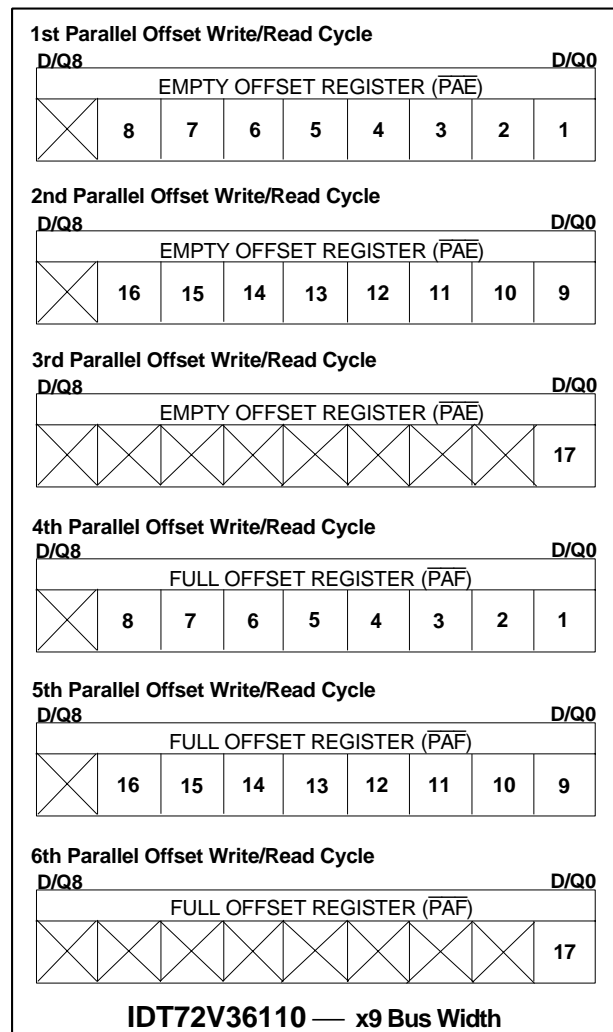 1st Parallel Offset Write/Read Cycle
D/Q8 D/Q0
EMPTY OFFSET REGISTER (PAE)
8 7 6 5 4 3 2 1
2nd Parallel Offset Write/Read Cycle
D/Q8 D/Q0
EMPTY OFFSET REGISTER (PAE)
16 15 14 13 12 11 10 9
3rd Parallel Offset Write/Read Cycle
D/Q8 D/Q0
EMPTY OFFSET REGISTER (PAE)
17
4th Parallel Offset Write/Read Cycle
D/Q8 D/Q0
FULL OFFSET REGISTER (PAF)
8 7 6 5 4 3 2 1
5th Parallel Offset Write/Read Cycle
D/Q8 D/Q0
FULL OFFSET REGISTER (PAF)
16 15 14 13 12 11 10 9
6th Parallel Offset Write/Read Cycle
D/Q8 D/Q0
FULL OFFSET REGISTER (PAF)
17
IDT72V36110 — x9 Bus Width